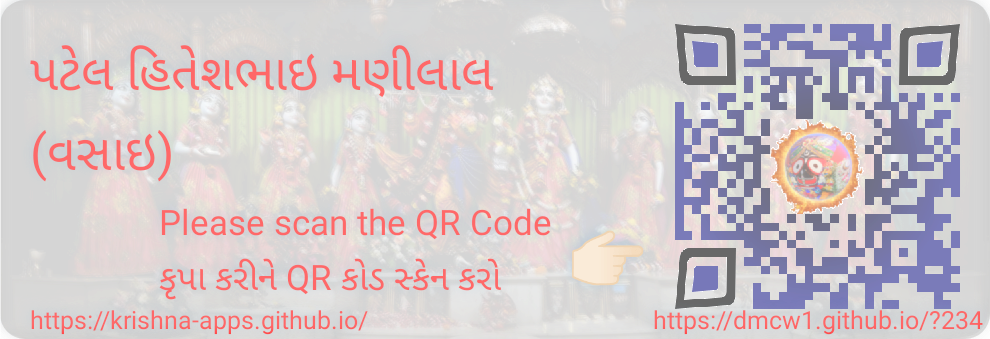 પટેલ હિતેશભાઇ મણીલાલ
(વસાઇ)
Please scan the QR Code
કૃપા કરીને QR કોડ સ્કેન કરો
https://krishna-apps.github.io/
https://dmcw1.github.io/?234